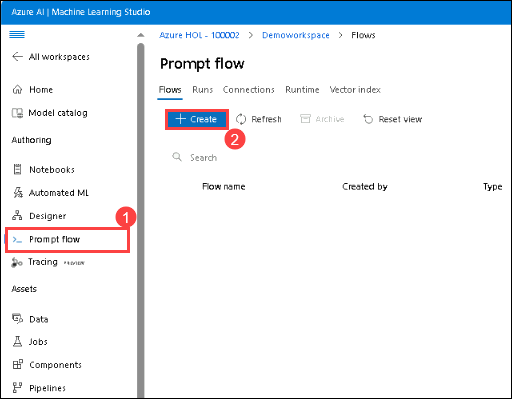 Azure AI | Machine Learning Studio
Azure HOL - 100002 > Demoworkspace > Flows
All workspaces
Prompt flow
Home
Flows Runs Connections Runtime Vector index
Model catalog
+ Create Refresh Archive Reset view
Authoring
2
Search
Notebooks
Automated ML
Flow name Created by Type
Designer
1
Prompt flow
Tracing PREVIEW
Assets
Data
Jobs
Components
Pipelines